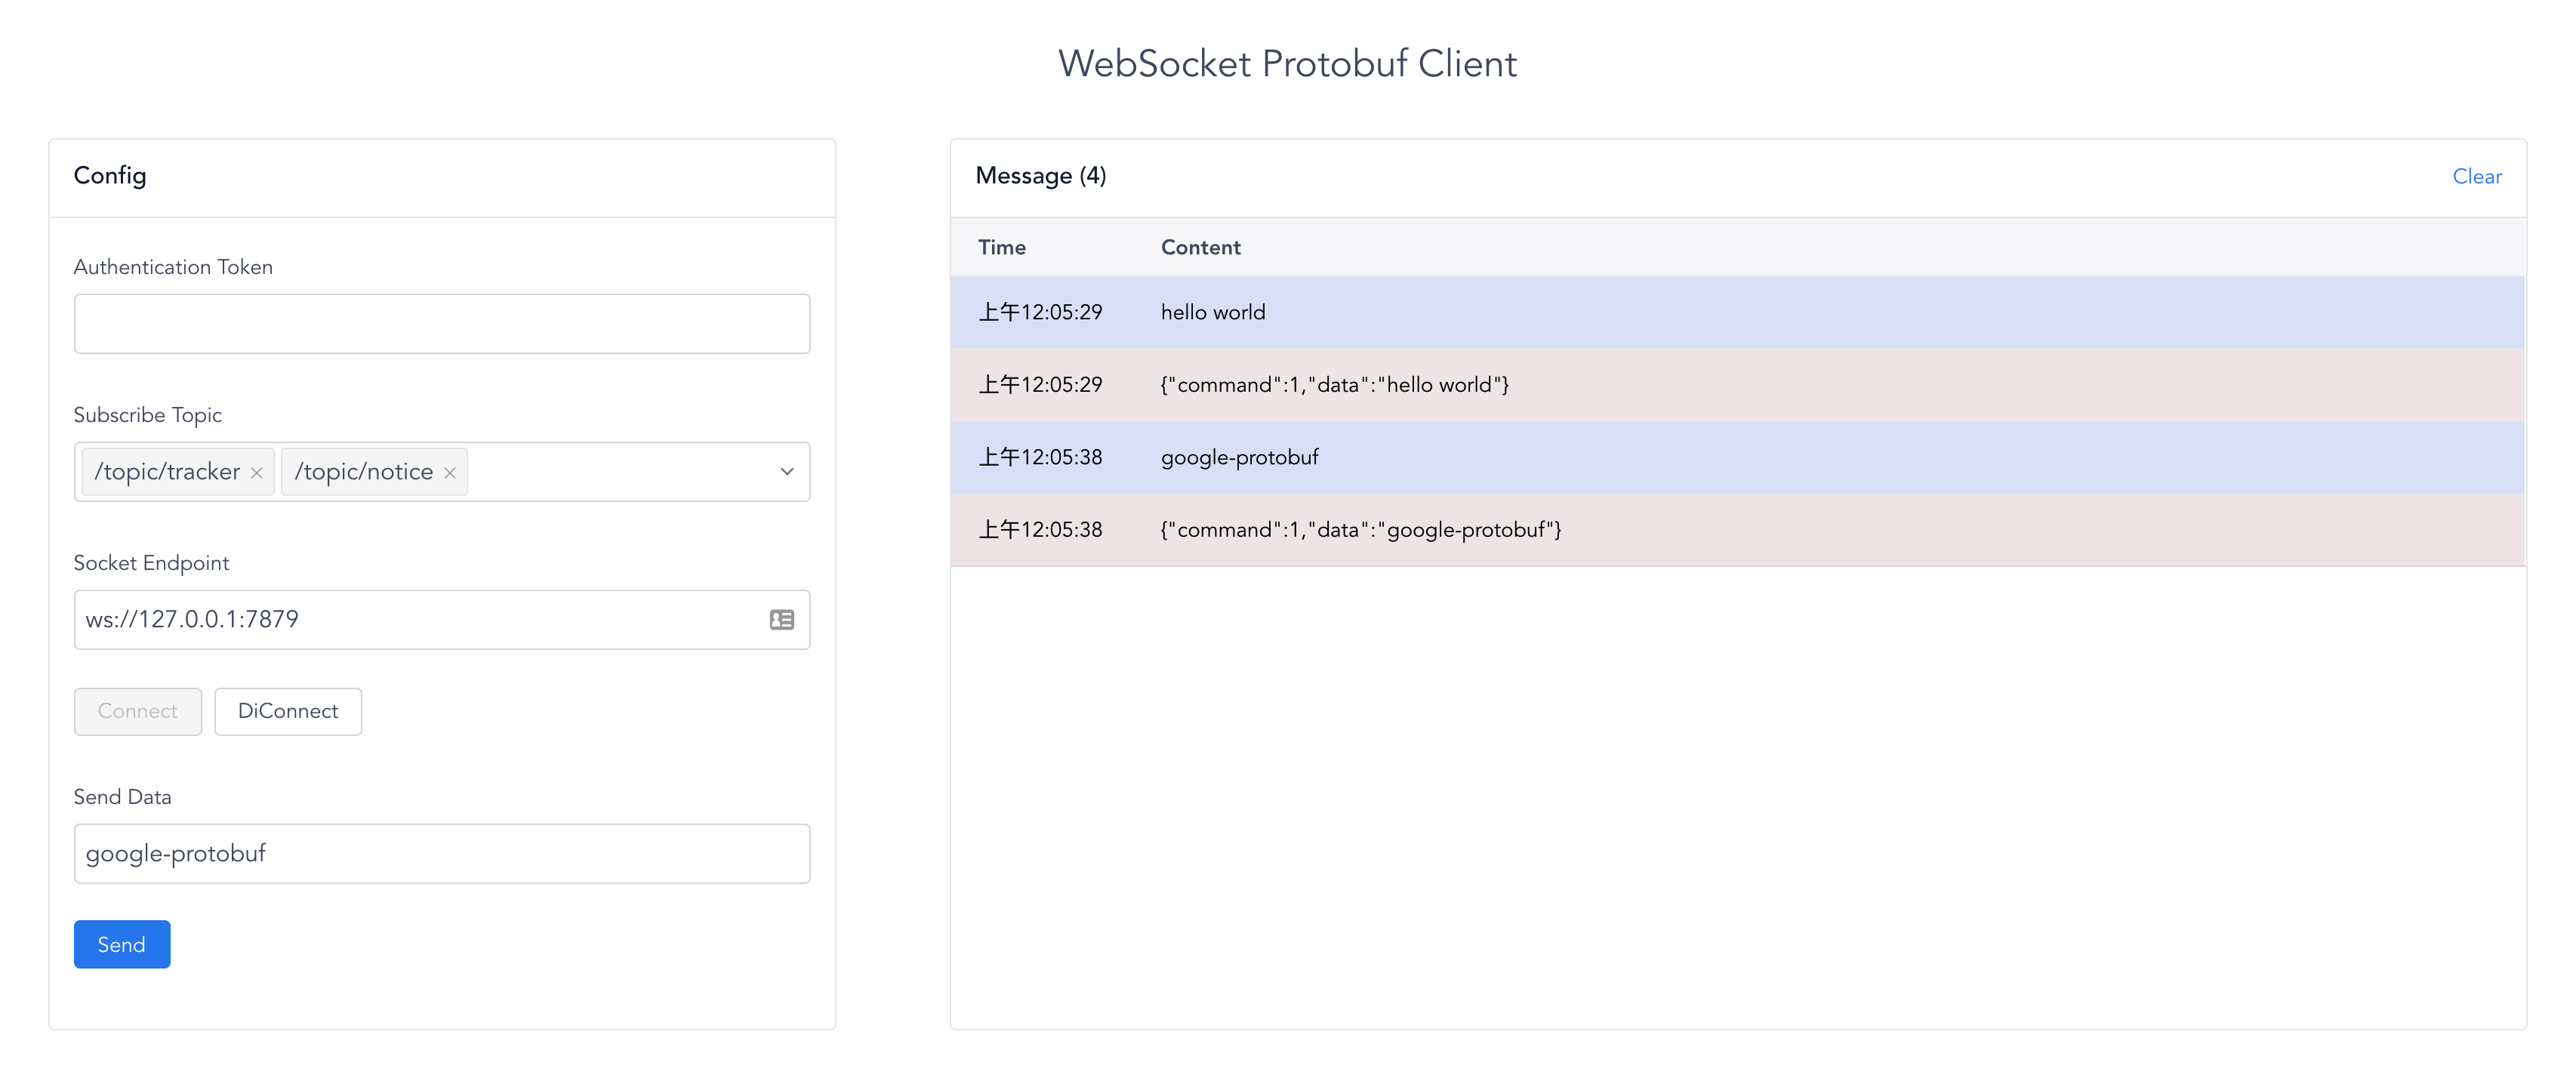 WebSocket Protobuf Client
Config
Authentication Token
Subscribe Topic
/topic/tracker × /topic/notice ×
Socket Endpoint
ws://127.0.0.1:7879
Connect DiConnect
Send Data
google-protobuf
Send
Message (4) Clear
Time Content
上午12:05:29 hello world
上午12:05:29 {"command":1,"data":"hello world"}
上午12:05:38 google-protobuf
上午12:05:38 {"command":1,"data":"google-protobuf"}